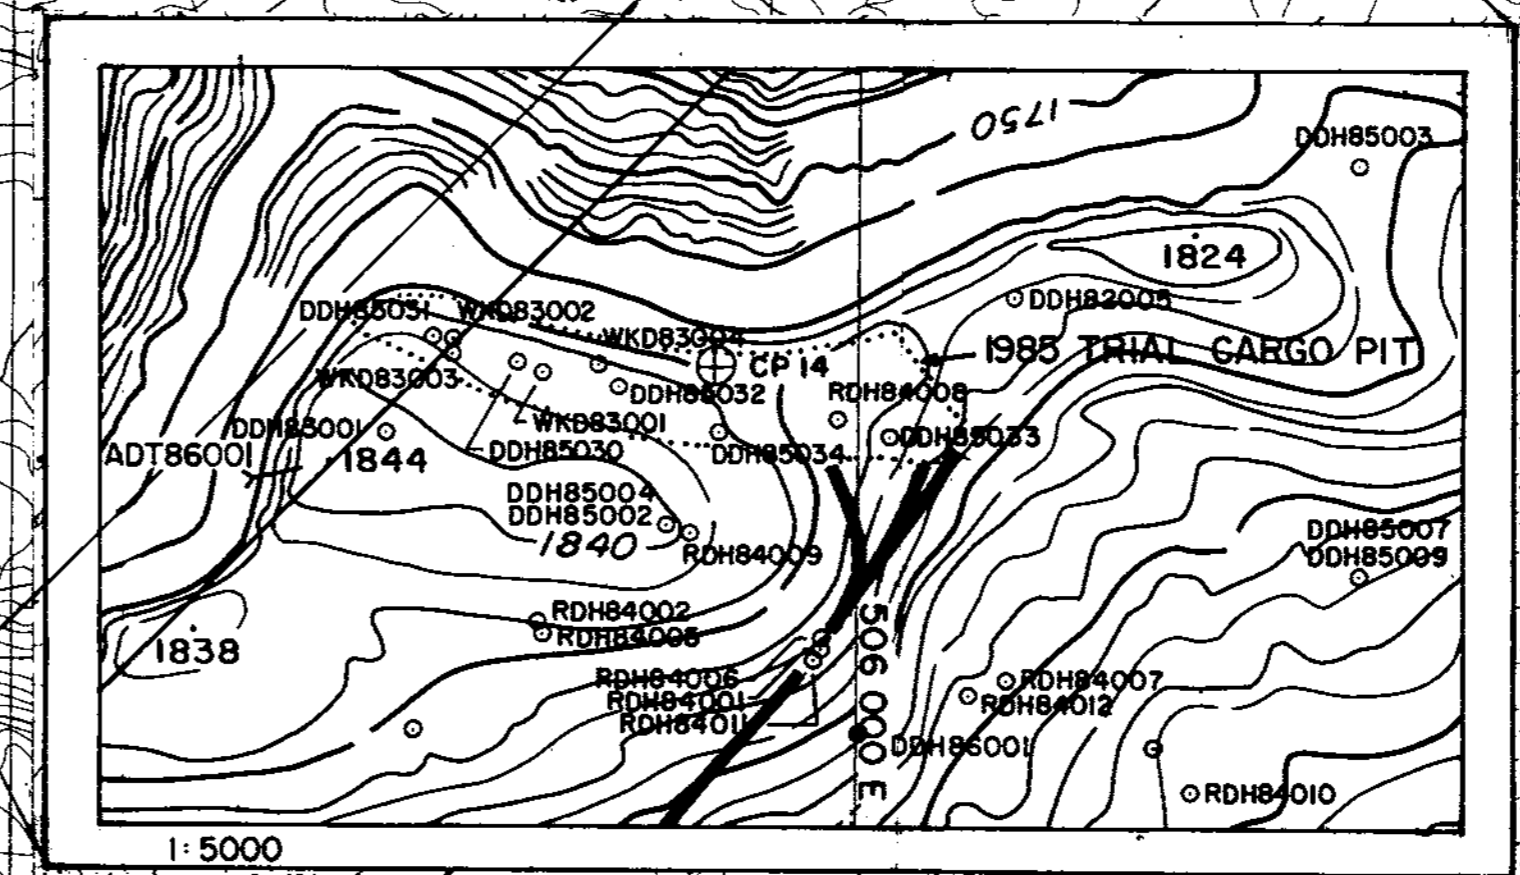 1750
DDH85003
1824
DDH82005
DDH85031 WKD83002
WKD83004
1985 TRIAL CARGO PIT
CP 14
WKD83003
DDH85032 RDH84008
WKD83001
DDH83001
DDH85033
ADT86001 1844
DDH85030
DDH85034
DDH85004
DDH85002
1840
RDH84009
DDH85007
DDH85009
RDH84002
RDH84005
506 000 E
1838
RDH84006
RDH84007
RDH84001
RDH84012
RDH84011
DDH86001
RDH84010
1:5000